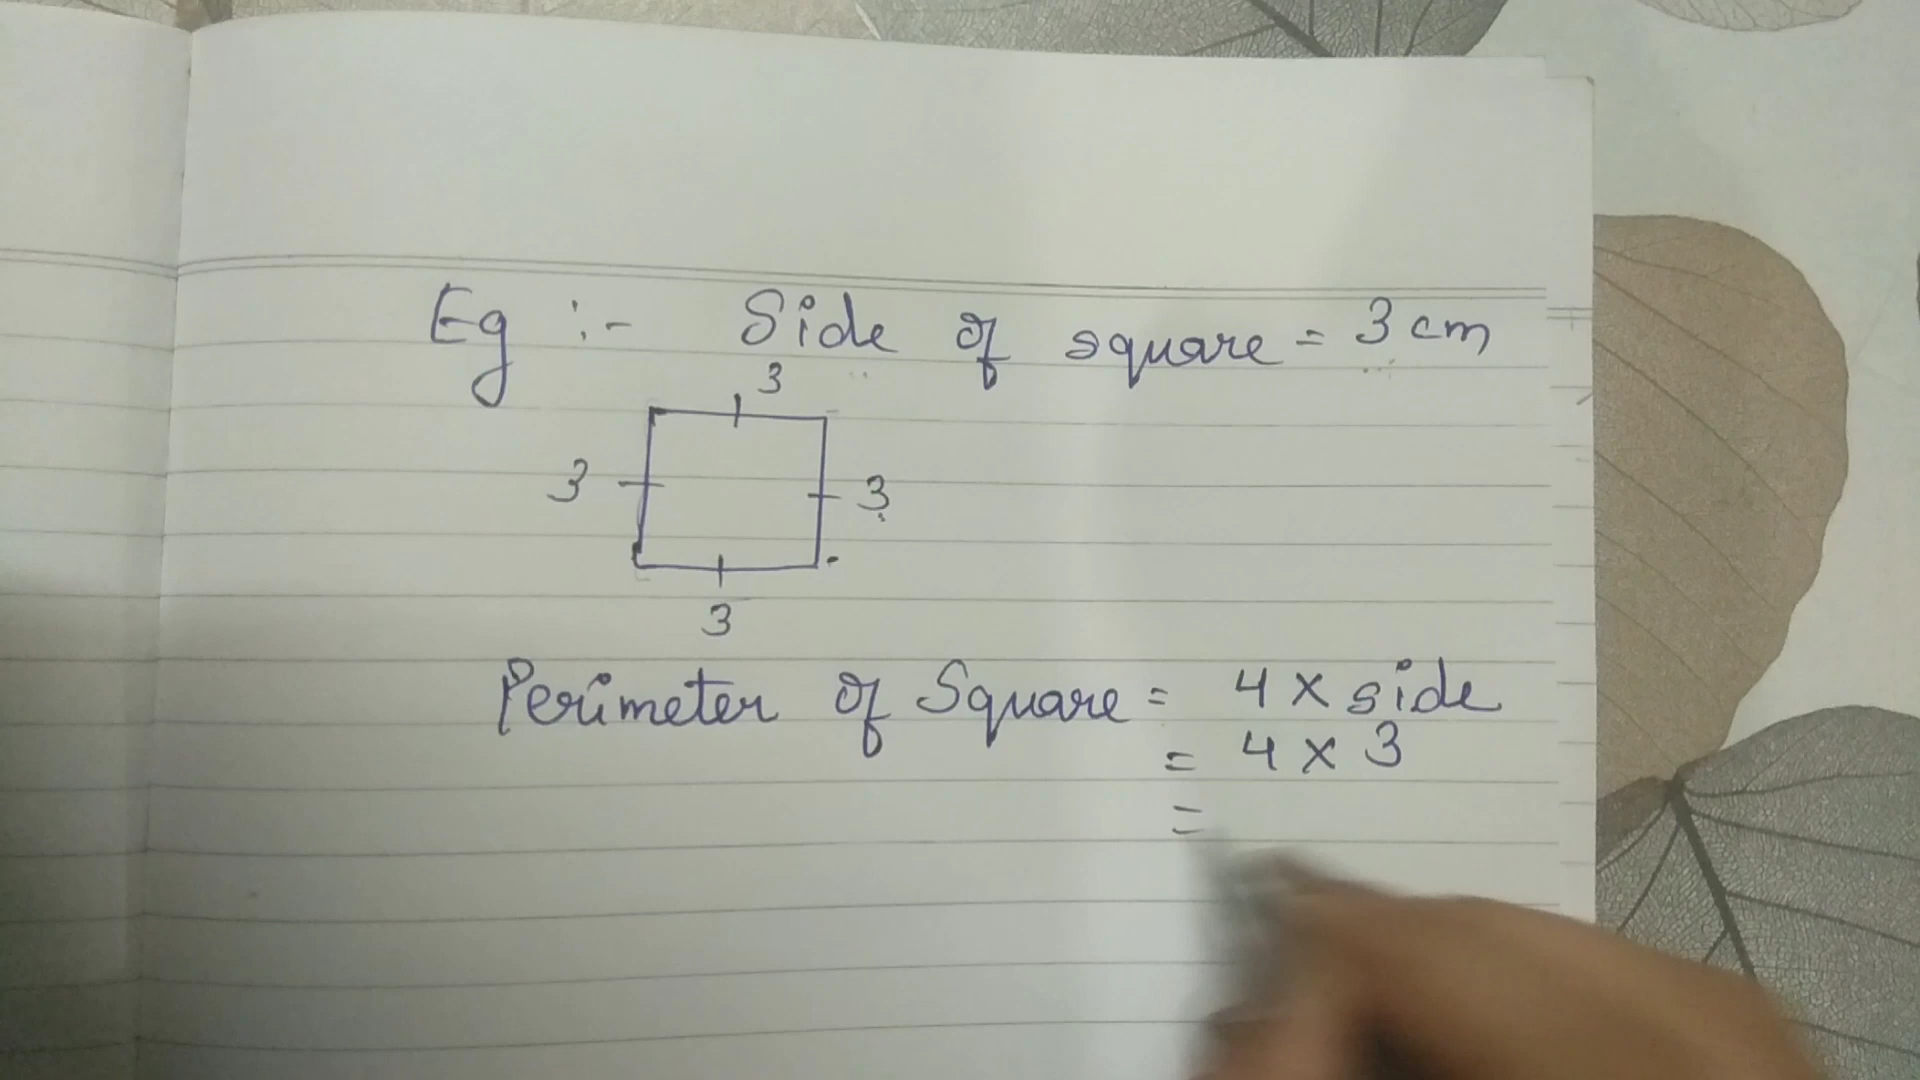 Eg :- Side of square = 3 cm
3
3 3
3
Perimeter of Square = 4 x side
= 4 x 3
=